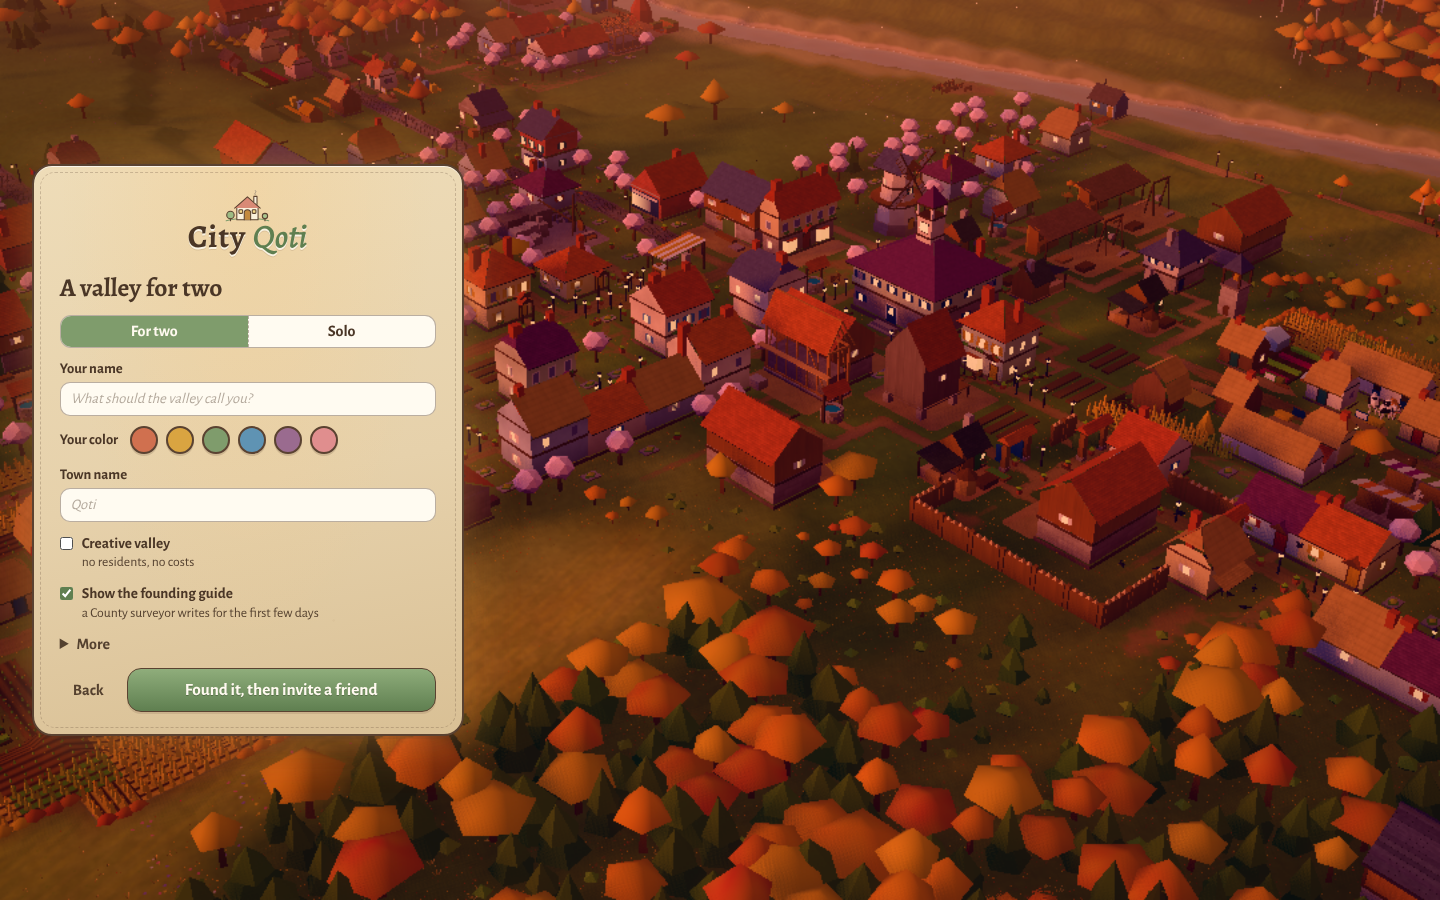 City Qoti
A valley for two
For two
Solo
Your name
What should the valley call you?
Your color
Town name
Qoti
Creative valley
no residents, no costs
Show the founding guide
a County surveyor writes for the first few days
More
Back
Found it, then invite a friend